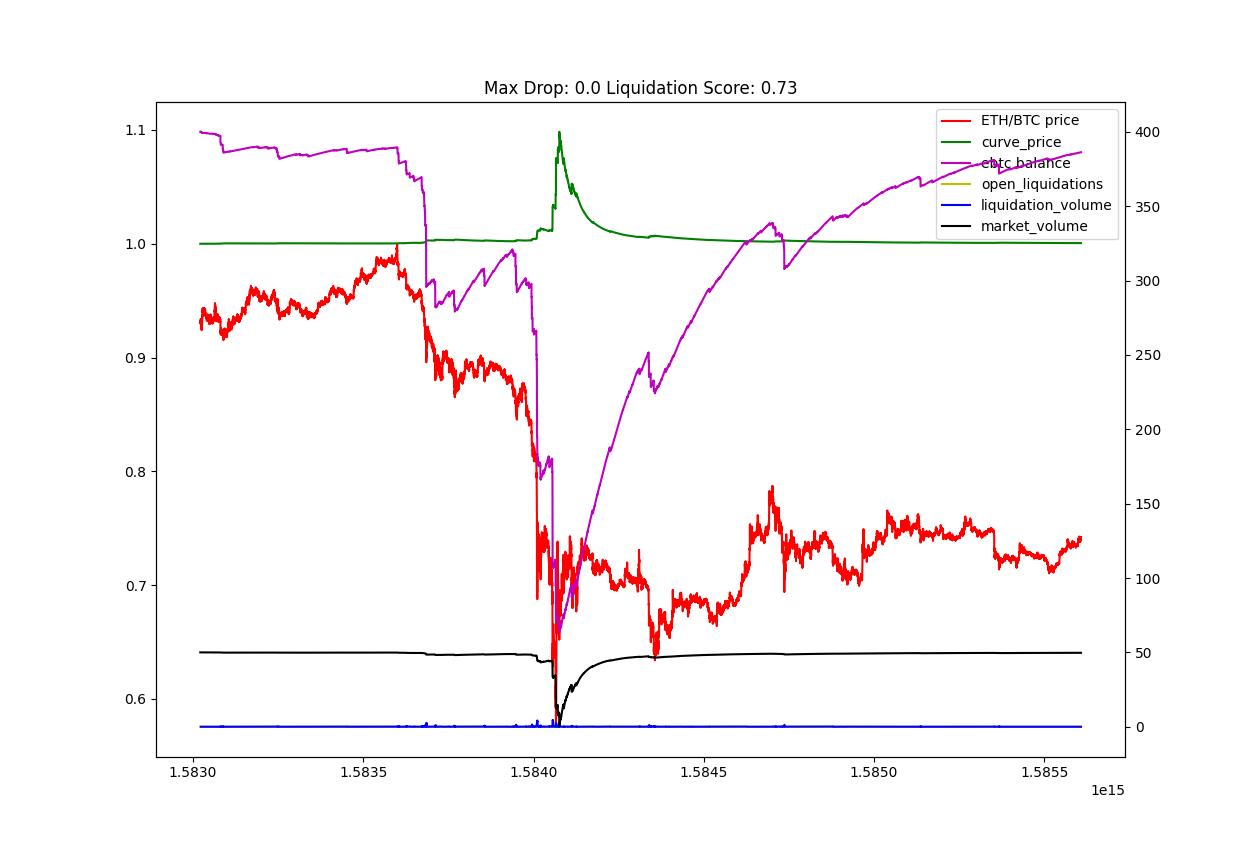 Max Drop: 0.0 Liquidation Score: 0.73
ETH/BTC price
curve_price
ebtc balance
open_liquidations
liquidation_volume
market_volume
1.1
1.0
0.9
0.8
0.7
0.6
400
350
300
250
200
150
100
50
0
1.5830
1.5835
1.5840
1.5845
1.5850
1.5855
1e15